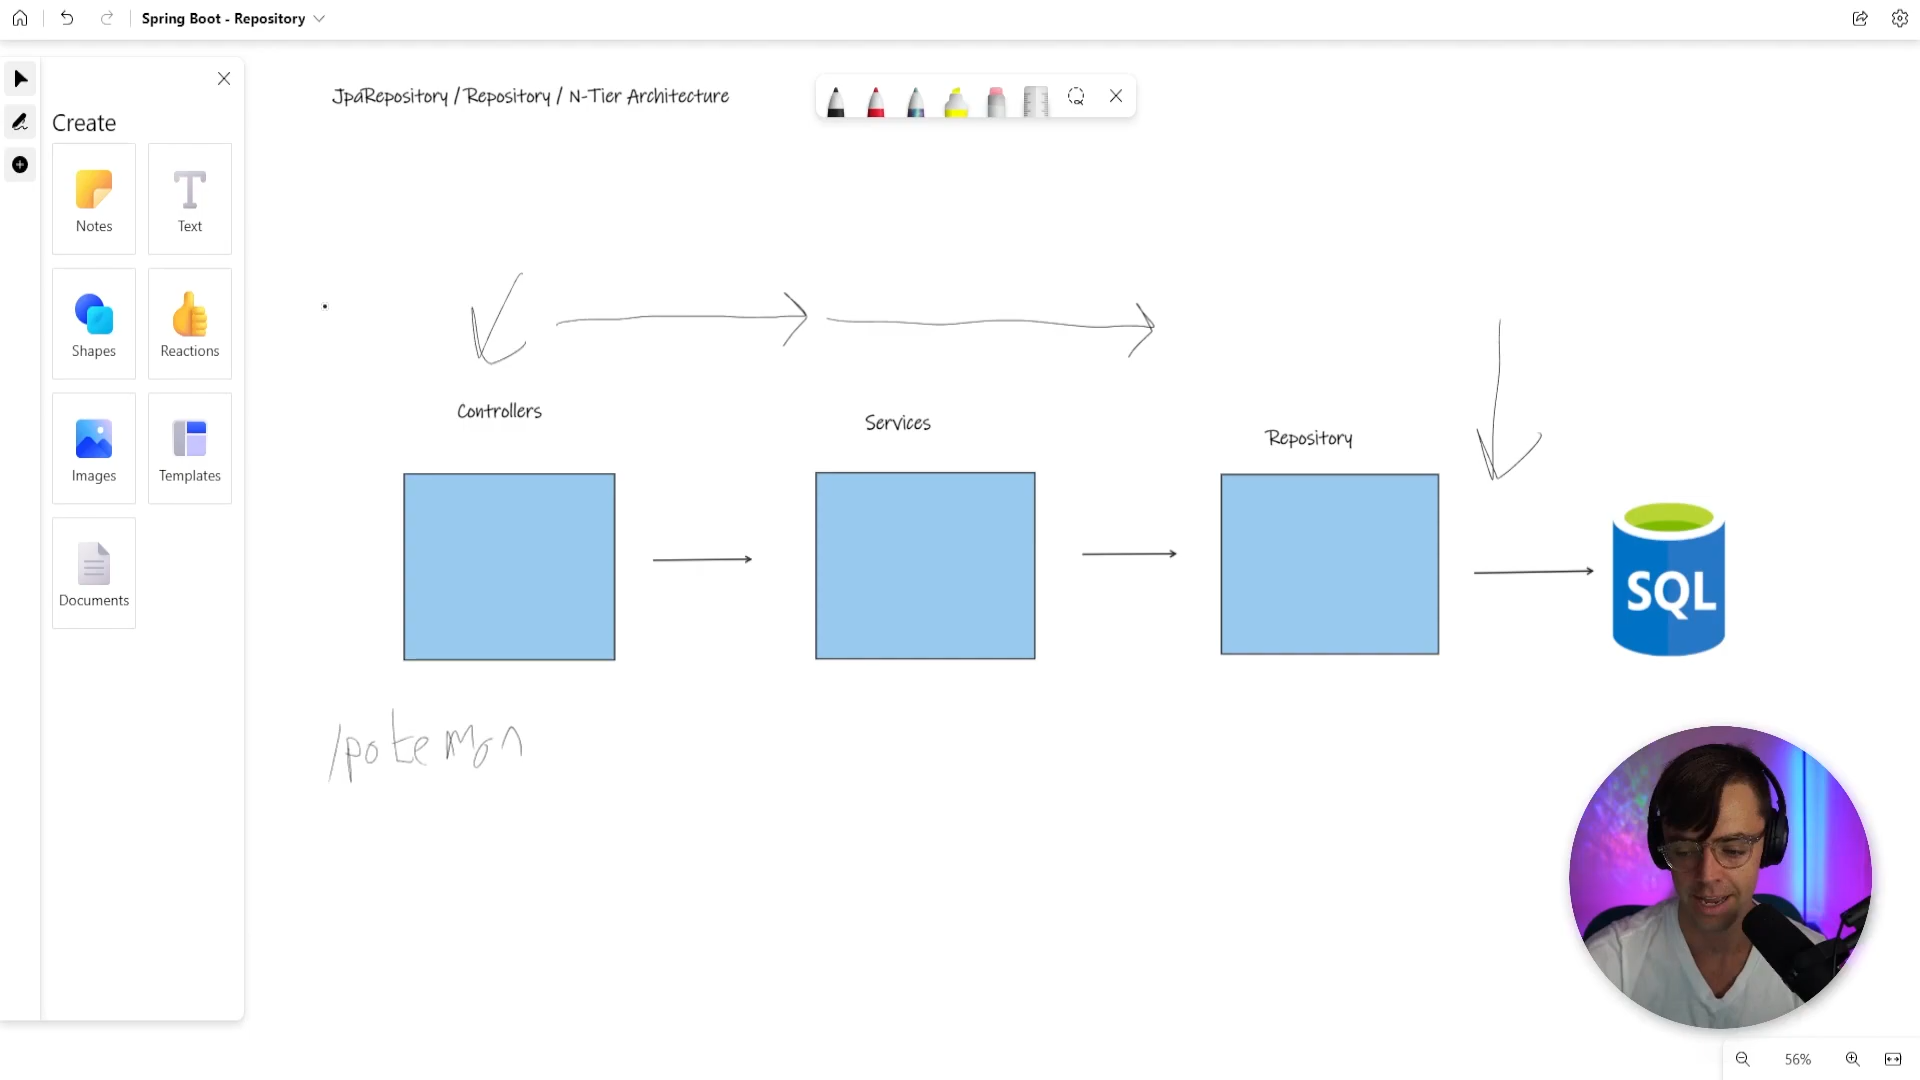 Spring Boot - Repository
JpaRepository / Repository / N-Tier Architecture
Create
Notes
Text
Shapes
Reactions
Images
Templates
Documents
Controllers
Services
Repository
SQL
/pokemon
56%